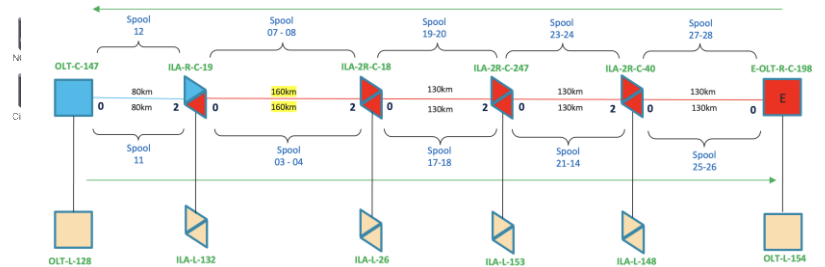 Spool
12
Spool
07 - 08
Spool
19-20
Spool
23-24
Spool
27-28
OLT-C-147
ILA-R-C-19
ILA-2R-C-18
ILA-2R-C-247
ILA-2R-C-40
E-OLT-R-C-198
80km
160km
130km
130km
130km
E
0
80km
2
0
160km
2
0
130km
2
0
130km
2
0
130km
0
Spool
11
Spool
03 - 04
Spool
17-18
Spool
21-14
Spool
25-26
OLT-L-128
ILA-L-132
ILA-L-26
ILA-L-153
ILA-L-148
OLT-L-154